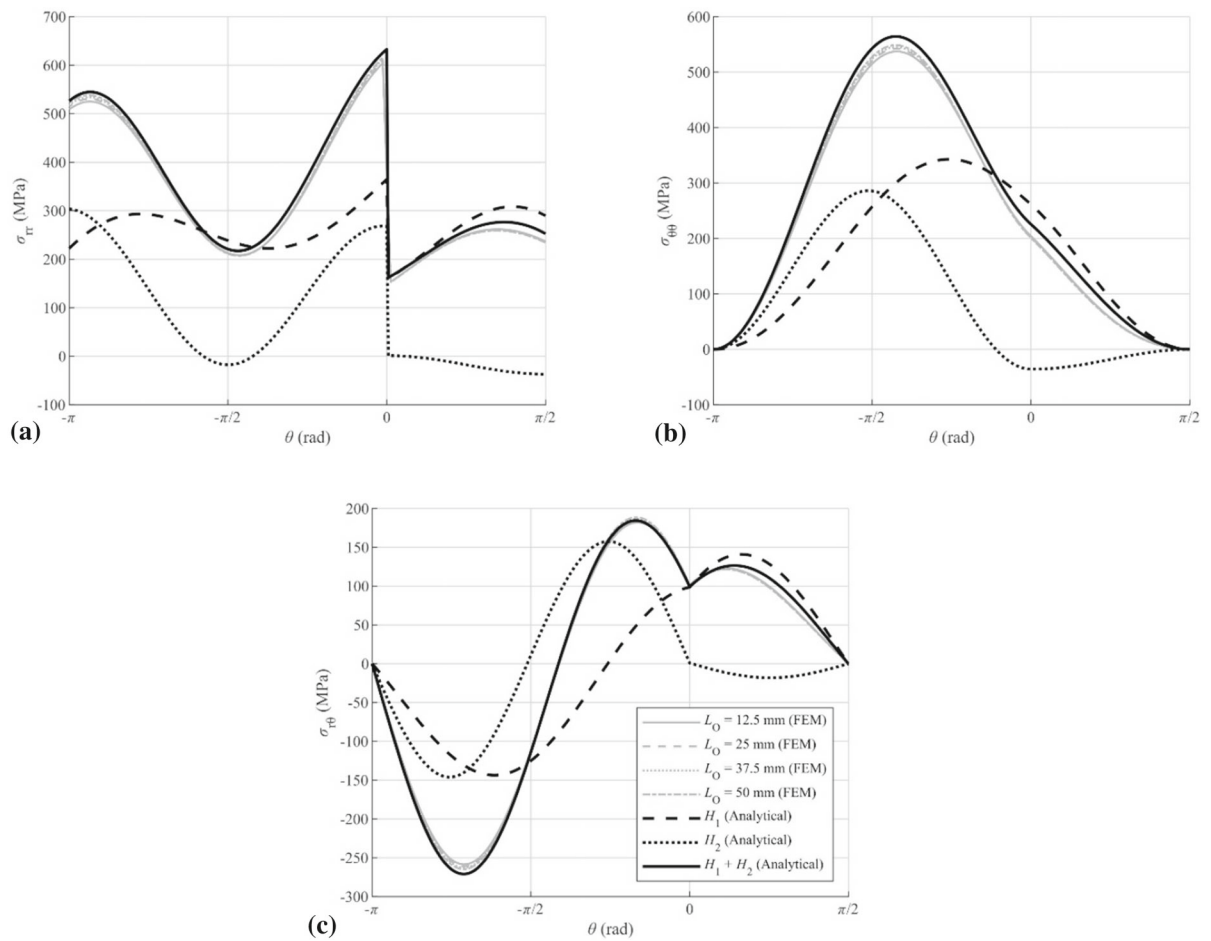 700
600
500
400
300
200
100
0
-100
σrr (MPa)
-π
-π/2
0
π/2
θ (rad)
(a)
600
500
400
300
200
100
0
-100
σθθ (MPa)
-π
-π/2
0
π/2
θ (rad)
(b)
200
150
100
50
0
-50
-100
-150
-200
-250
-300
σrθ (MPa)
LO = 12.5 mm (FEM)
LO = 25 mm (FEM)
LO = 37.5 mm (FEM)
LO = 50 mm (FEM)
H1 (Analytical)
H2 (Analytical)
H1 + H2 (Analytical)
-π
-π/2
0
π/2
θ (rad)
(c)